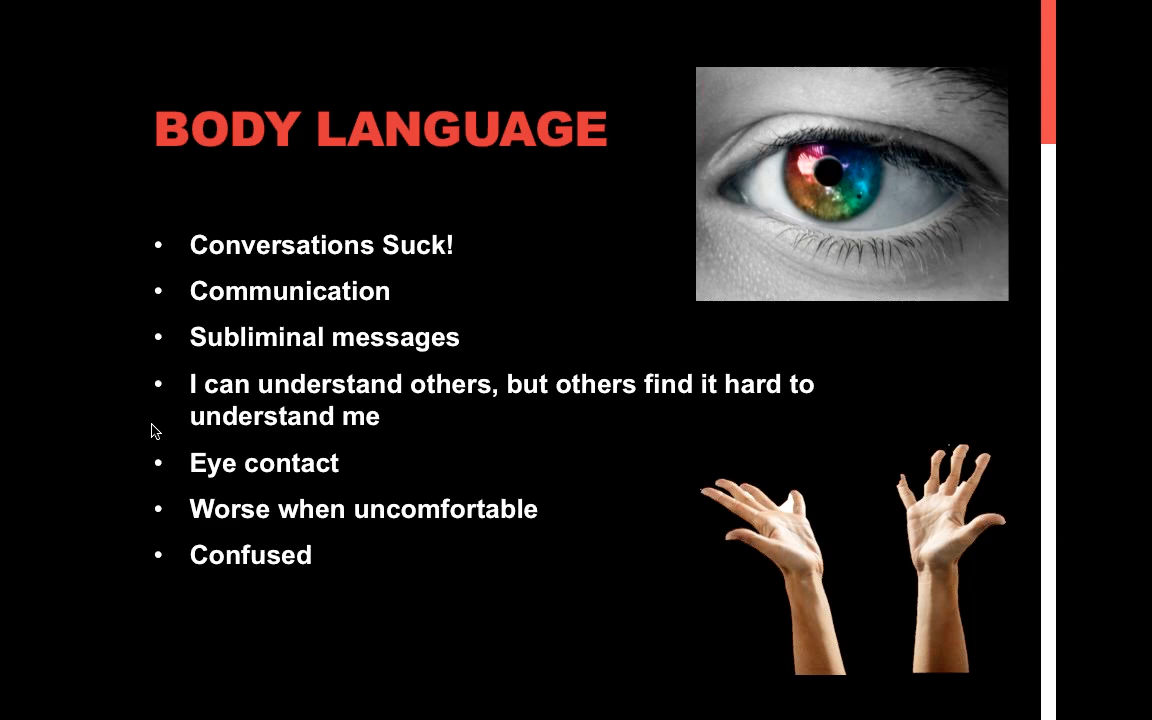 BODY LANGUAGE
• Conversations Suck!
• Communication
• Subliminal messages
• I can understand others, but others find it hard to
understand me
• Eye contact
• Worse when uncomfortable
• Confused